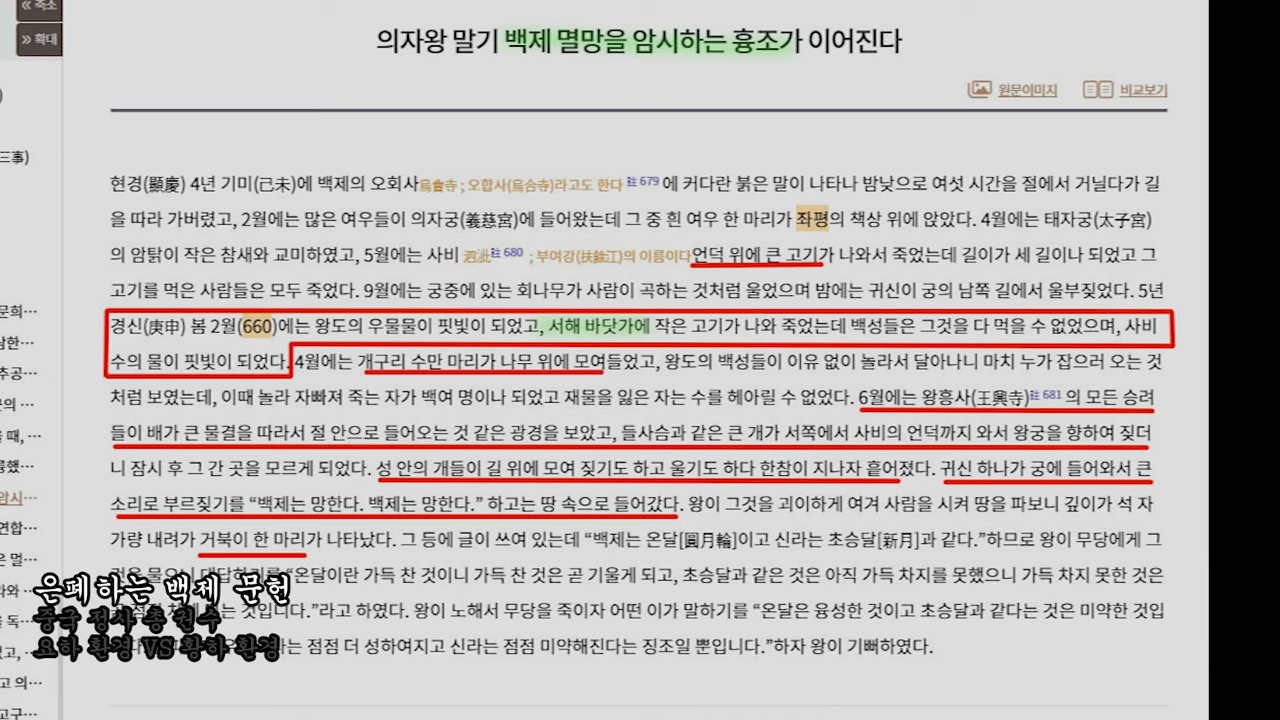 « 축소
» 확대
의자왕 말기 백제 멸망을 암시하는 흉조가 이어진다
원문이미지 비교보기
三事)
현경(顯慶) 4년 기미(己未)에 백제의 오회사烏會寺 ; 오합사(烏合寺)라고도 한다 註 679 에 커다란 붉은 말이 나타나 밤낮으로 여섯 시간을 절에서 거닐다가 길
을 따라 가버렸고, 2월에는 많은 여우들이 의자궁(義慈宮)에 들어왔는데 그 중 흰 여우 한 마리가 좌평의 책상 위에 앉았다. 4월에는 태자궁(太子宮)
의 암탉이 작은 참새와 교미하였고, 5월에는 사비 泗沘註 680 ; 부여강(扶餘江)의 이름이다언덕 위에 큰 고기가 나와서 죽었는데 길이가 세 길이나 되었고 그
고기를 먹은 사람들은 모두 죽었다. 9월에는 궁중에 있는 회나무가 사람이 곡하는 것처럼 울었으며 밤에는 귀신이 궁의 남쪽 길에서 울부짖었다. 5년
경신(庚申) 봄 2월(660)에는 왕도의 우물물이 핏빛이 되었고, 서해 바닷가에 작은 고기가 나와 죽었는데 백성들은 그것을 다 먹을 수 없었으며, 사비
수의 물이 핏빛이 되었다. 4월에는 개구리 수만 마리가 나무 위에 모여들었고, 왕도의 백성들이 이유 없이 놀라서 달아나니 마치 누가 잡으러 오는 것
처럼 보였는데, 이때 놀라 자빠져 죽는 자가 백여 명이나 되었고 재물을 잃은 자는 수를 헤아릴 수 없었다. 6월에는 왕흥사(王興寺)註 681 의 모든 승려
들이 배가 큰 물결을 따라서 절 안으로 들어오는 것 같은 광경을 보았고, 들사슴과 같은 큰 개가 서쪽에서 사비의 언덕까지 와서 왕궁을 향하여 짖더
니 잠시 후 그 간 곳을 모르게 되었다. 성 안의 개들이 길 위에 모여 짖기도 하고 울기도 하다 한참이 지나자 흩어졌다. 귀신 하나가 궁에 들어와서 큰
소리로 부르짖기를 “백제는 망한다. 백제는 망한다.” 하고는 땅 속으로 들어갔다. 왕이 그것을 괴이하게 여겨 사람을 시켜 땅을 파보니 깊이가 석 자
가량 내려가 거북이 한 마리가 나타났다. 그 등에 글이 쓰여 있는데 “백제는 온달[圓月輪]이고 신라는 초승달[新月]과 같다.”하므로 왕이 무당에게 그
“온달이란 가득 찬 것이니 가득 찬 것은 곧 기울게 되고, 초승달과 같은 것은 아직 가득 차지를 못했으니 가득 차지 못한 것은
것입니다.”라고 하였다. 왕이 노해서 무당을 죽이자 어떤 이가 말하기를 “온달은 융성한 것이고 초승달과 같다는 것은 미약한 것입
점점 더 성하여지고 신라는 점점 미약해진다는 징조일 뿐입니다.”하자 왕이 기뻐하였다.
은폐하는 백제 문헌
중국 정사 총 권수
요하 환경 VS 황하 환경